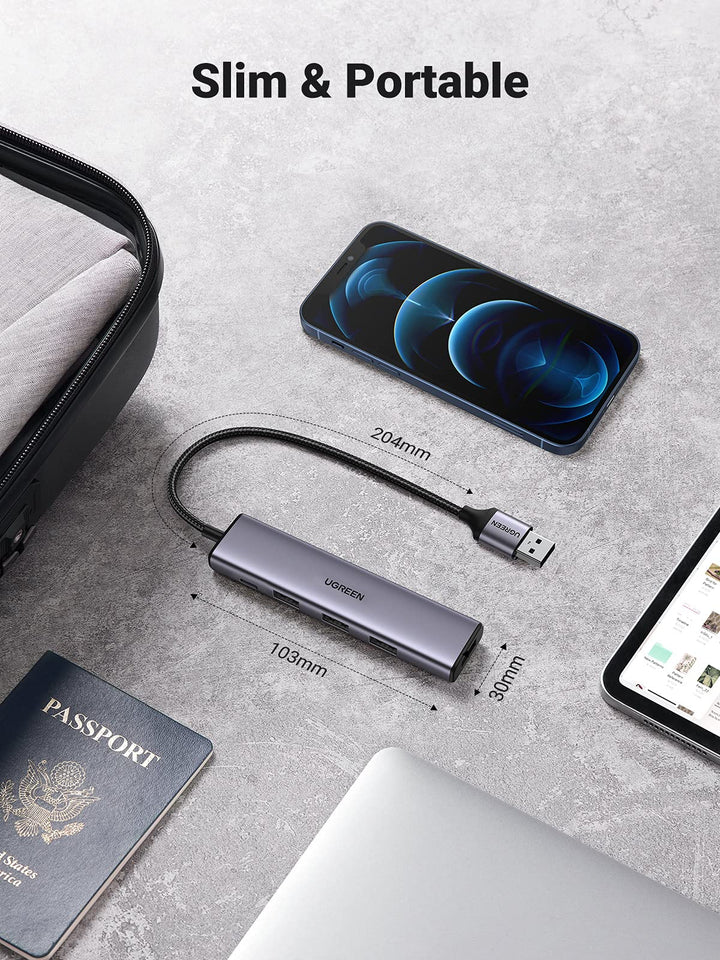 Slim & Portable
204mm
UGREEN
UGREEN
103mm
30mm
PASSPORT
States
rica